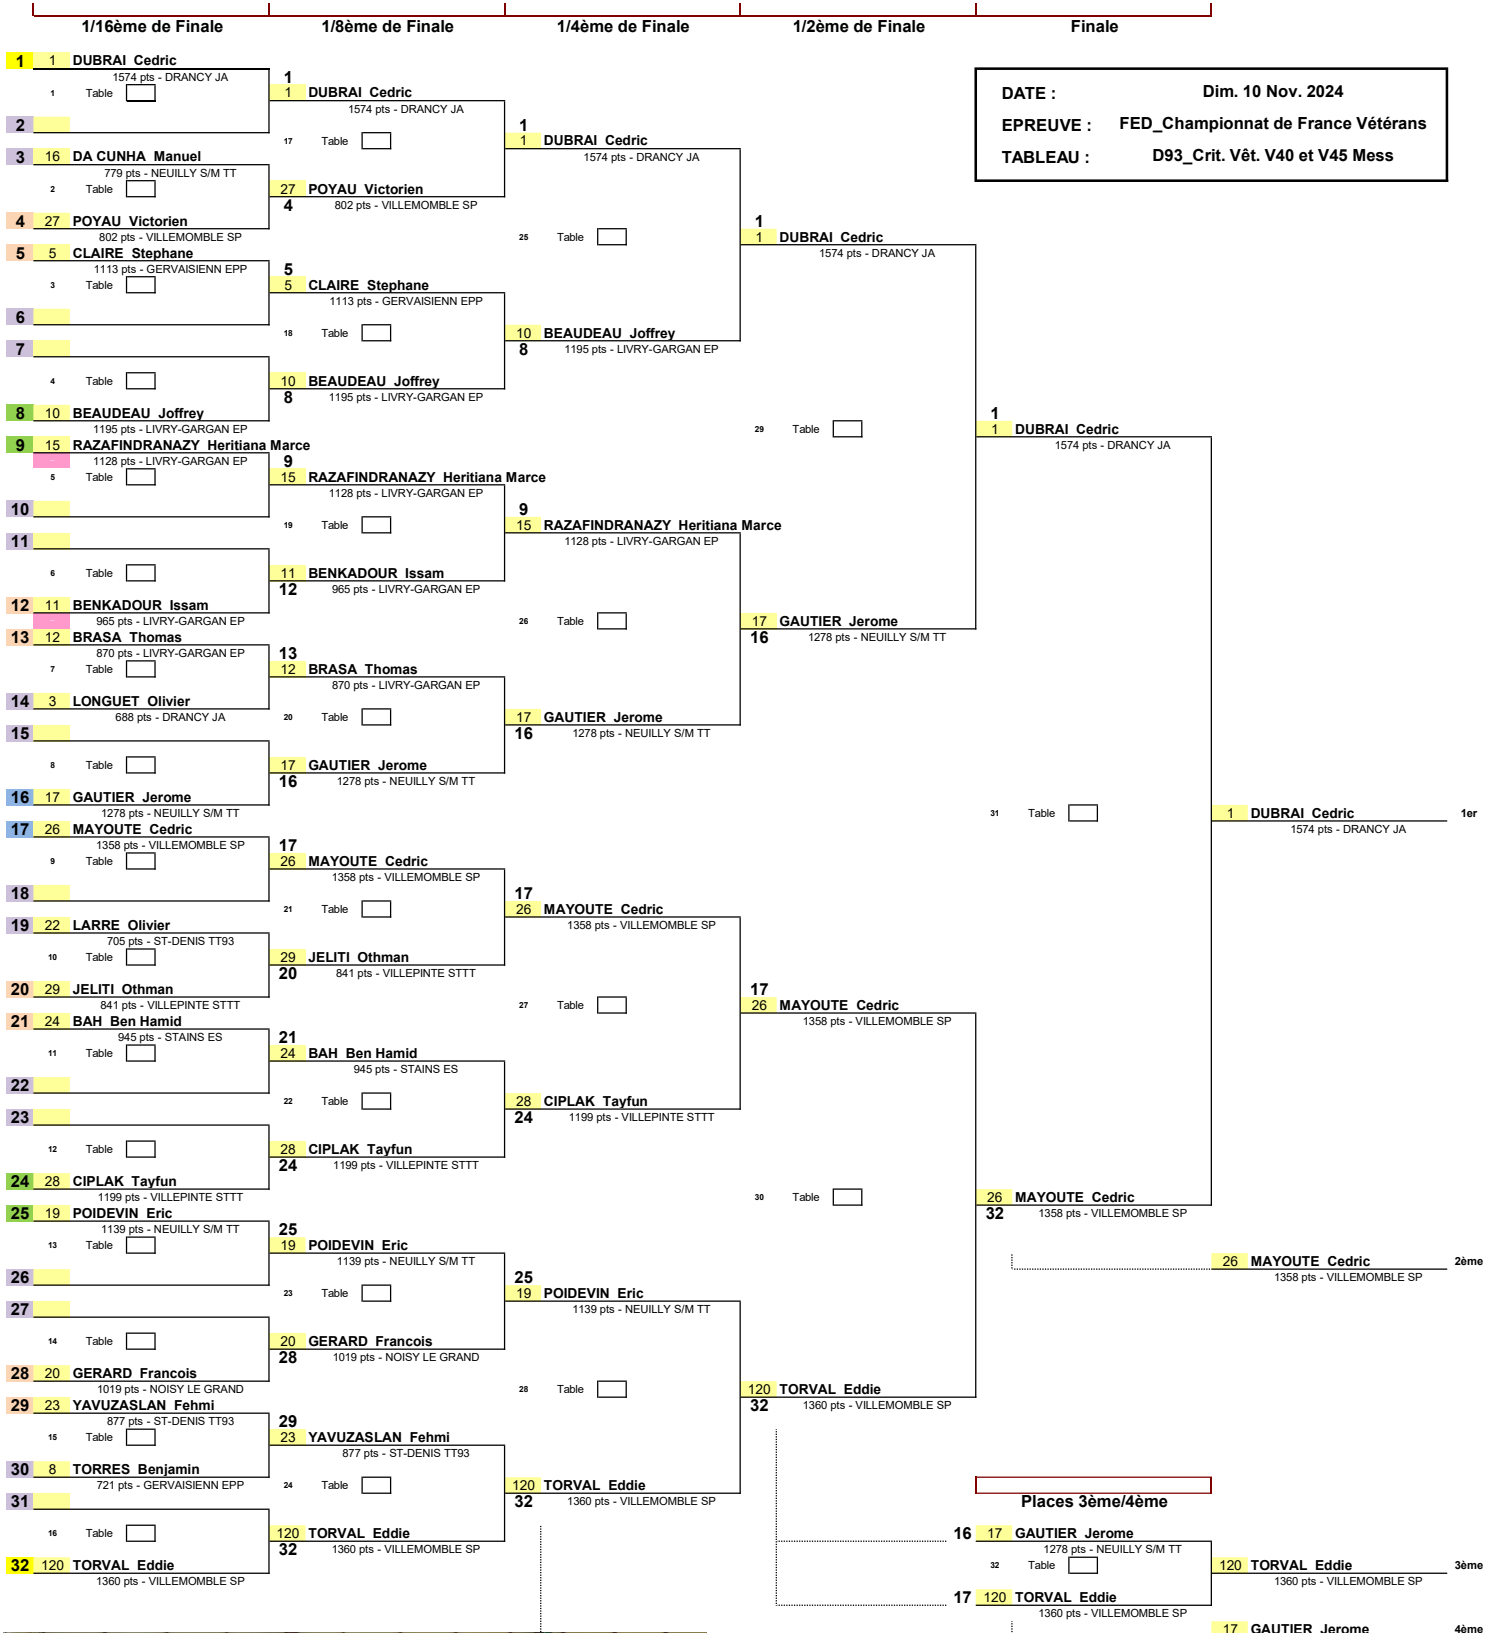 1/16ème de Finale 1/8ème de Finale 1/4ème de Finale 1/2ème de Finale Finale
DATE : Dim. 10 Nov. 2024
EPREUVE : FED_Championnat de France Vétérans
TABLEAU : D93_Crit. Vêt. V40 et V45 Mess
1 1 DUBRAI Cedric
1574 pts - DRANCY JA
1 Table
2
3 16 DA CUNHA Manuel
779 pts - NEUILLY S/M TT
2 Table
4 27 POYAU Victorien
802 pts - VILLEMOMBLE SP
5 5 CLAIRE Stephane
1113 pts - GERVAISIENN EPP
3 Table
6
7
4 Table
8 10 BEAUDEAU Joffrey
1195 pts - LIVRY-GARGAN EP
9 15 RAZAFINDRANAZY Heritiana Marce
1128 pts - LIVRY-GARGAN EP
5 Table
10
11
6 Table
12 11 BENKADOUR Issam
965 pts - LIVRY-GARGAN EP
13 12 BRASA Thomas
870 pts - LIVRY-GARGAN EP
7 Table
14 3 LONGUET Olivier
688 pts - DRANCY JA
15
8 Table
16 17 GAUTIER Jerome
1278 pts - NEUILLY S/M TT
17 26 MAYOUTE Cedric
1358 pts - VILLEMOMBLE SP
9 Table
18
19 22 LARRE Olivier
705 pts - ST-DENIS TT93
10 Table
20 29 JELITI Othman
841 pts - VILLEPINTE STTT
21 24 BAH Ben Hamid
945 pts - STAINS ES
11 Table
22
23
12 Table
24 28 CIPLAK Tayfun
1199 pts - VILLEPINTE STTT
25 19 POIDEVIN Eric
1139 pts - NEUILLY S/M TT
13 Table
26
27
14 Table
28 20 GERARD Francois
1019 pts - NOISY LE GRAND
29 23 YAVUZASLAN Fehmi
877 pts - ST-DENIS TT93
15 Table
30 8 TORRES Benjamin
721 pts - GERVAISIENN EPP
31
16 Table
32 120 TORVAL Eddie
1360 pts - VILLEMOMBLE SP
1
1 DUBRAI Cedric
1574 pts - DRANCY JA
17 Table
27 POYAU Victorien
4 802 pts - VILLEMOMBLE SP
5
5 CLAIRE Stephane
1113 pts - GERVAISIENN EPP
18 Table
10 BEAUDEAU Joffrey
8 1195 pts - LIVRY-GARGAN EP
9
15 RAZAFINDRANAZY Heritiana Marce
1128 pts - LIVRY-GARGAN EP
19 Table
11 BENKADOUR Issam
12 965 pts - LIVRY-GARGAN EP
13
12 BRASA Thomas
870 pts - LIVRY-GARGAN EP
20 Table
17 GAUTIER Jerome
16 1278 pts - NEUILLY S/M TT
17
26 MAYOUTE Cedric
1358 pts - VILLEMOMBLE SP
21 Table
29 JELITI Othman
20 841 pts - VILLEPINTE STTT
21
24 BAH Ben Hamid
945 pts - STAINS ES
22 Table
28 CIPLAK Tayfun
24 1199 pts - VILLEPINTE STTT
25
19 POIDEVIN Eric
1139 pts - NEUILLY S/M TT
23 Table
20 GERARD Francois
28 1019 pts - NOISY LE GRAND
29
23 YAVUZASLAN Fehmi
877 pts - ST-DENIS TT93
24 Table
120 TORVAL Eddie
32 1360 pts - VILLEMOMBLE SP
1
1 DUBRAI Cedric
1574 pts - DRANCY JA
25 Table
10 BEAUDEAU Joffrey
8 1195 pts - LIVRY-GARGAN EP
9
15 RAZAFINDRANAZY Heritiana Marce
1128 pts - LIVRY-GARGAN EP
26 Table
17 GAUTIER Jerome
16 1278 pts - NEUILLY S/M TT
17
26 MAYOUTE Cedric
1358 pts - VILLEMOMBLE SP
27 Table
28 CIPLAK Tayfun
24 1199 pts - VILLEPINTE STTT
25
19 POIDEVIN Eric
1139 pts - NEUILLY S/M TT
28 Table
120 TORVAL Eddie
32 1360 pts - VILLEMOMBLE SP
1
1 DUBRAI Cedric
1574 pts - DRANCY JA
29 Table
17 GAUTIER Jerome
16 1278 pts - NEUILLY S/M TT
17
26 MAYOUTE Cedric
1358 pts - VILLEMOMBLE SP
30 Table
120 TORVAL Eddie
32 1360 pts - VILLEMOMBLE SP
1
1 DUBRAI Cedric
1574 pts - DRANCY JA
31 Table
26 MAYOUTE Cedric
32 1358 pts - VILLEMOMBLE SP
1 DUBRAI Cedric 1er
1574 pts - DRANCY JA
26 MAYOUTE Cedric 2ème
1358 pts - VILLEMOMBLE SP
Places 3ème/4ème
16 17 GAUTIER Jerome
1278 pts - NEUILLY S/M TT
32 Table
17 120 TORVAL Eddie
1360 pts - VILLEMOMBLE SP
120 TORVAL Eddie 3ème
1360 pts - VILLEMOMBLE SP
17 GAUTIER Jerome 4ème